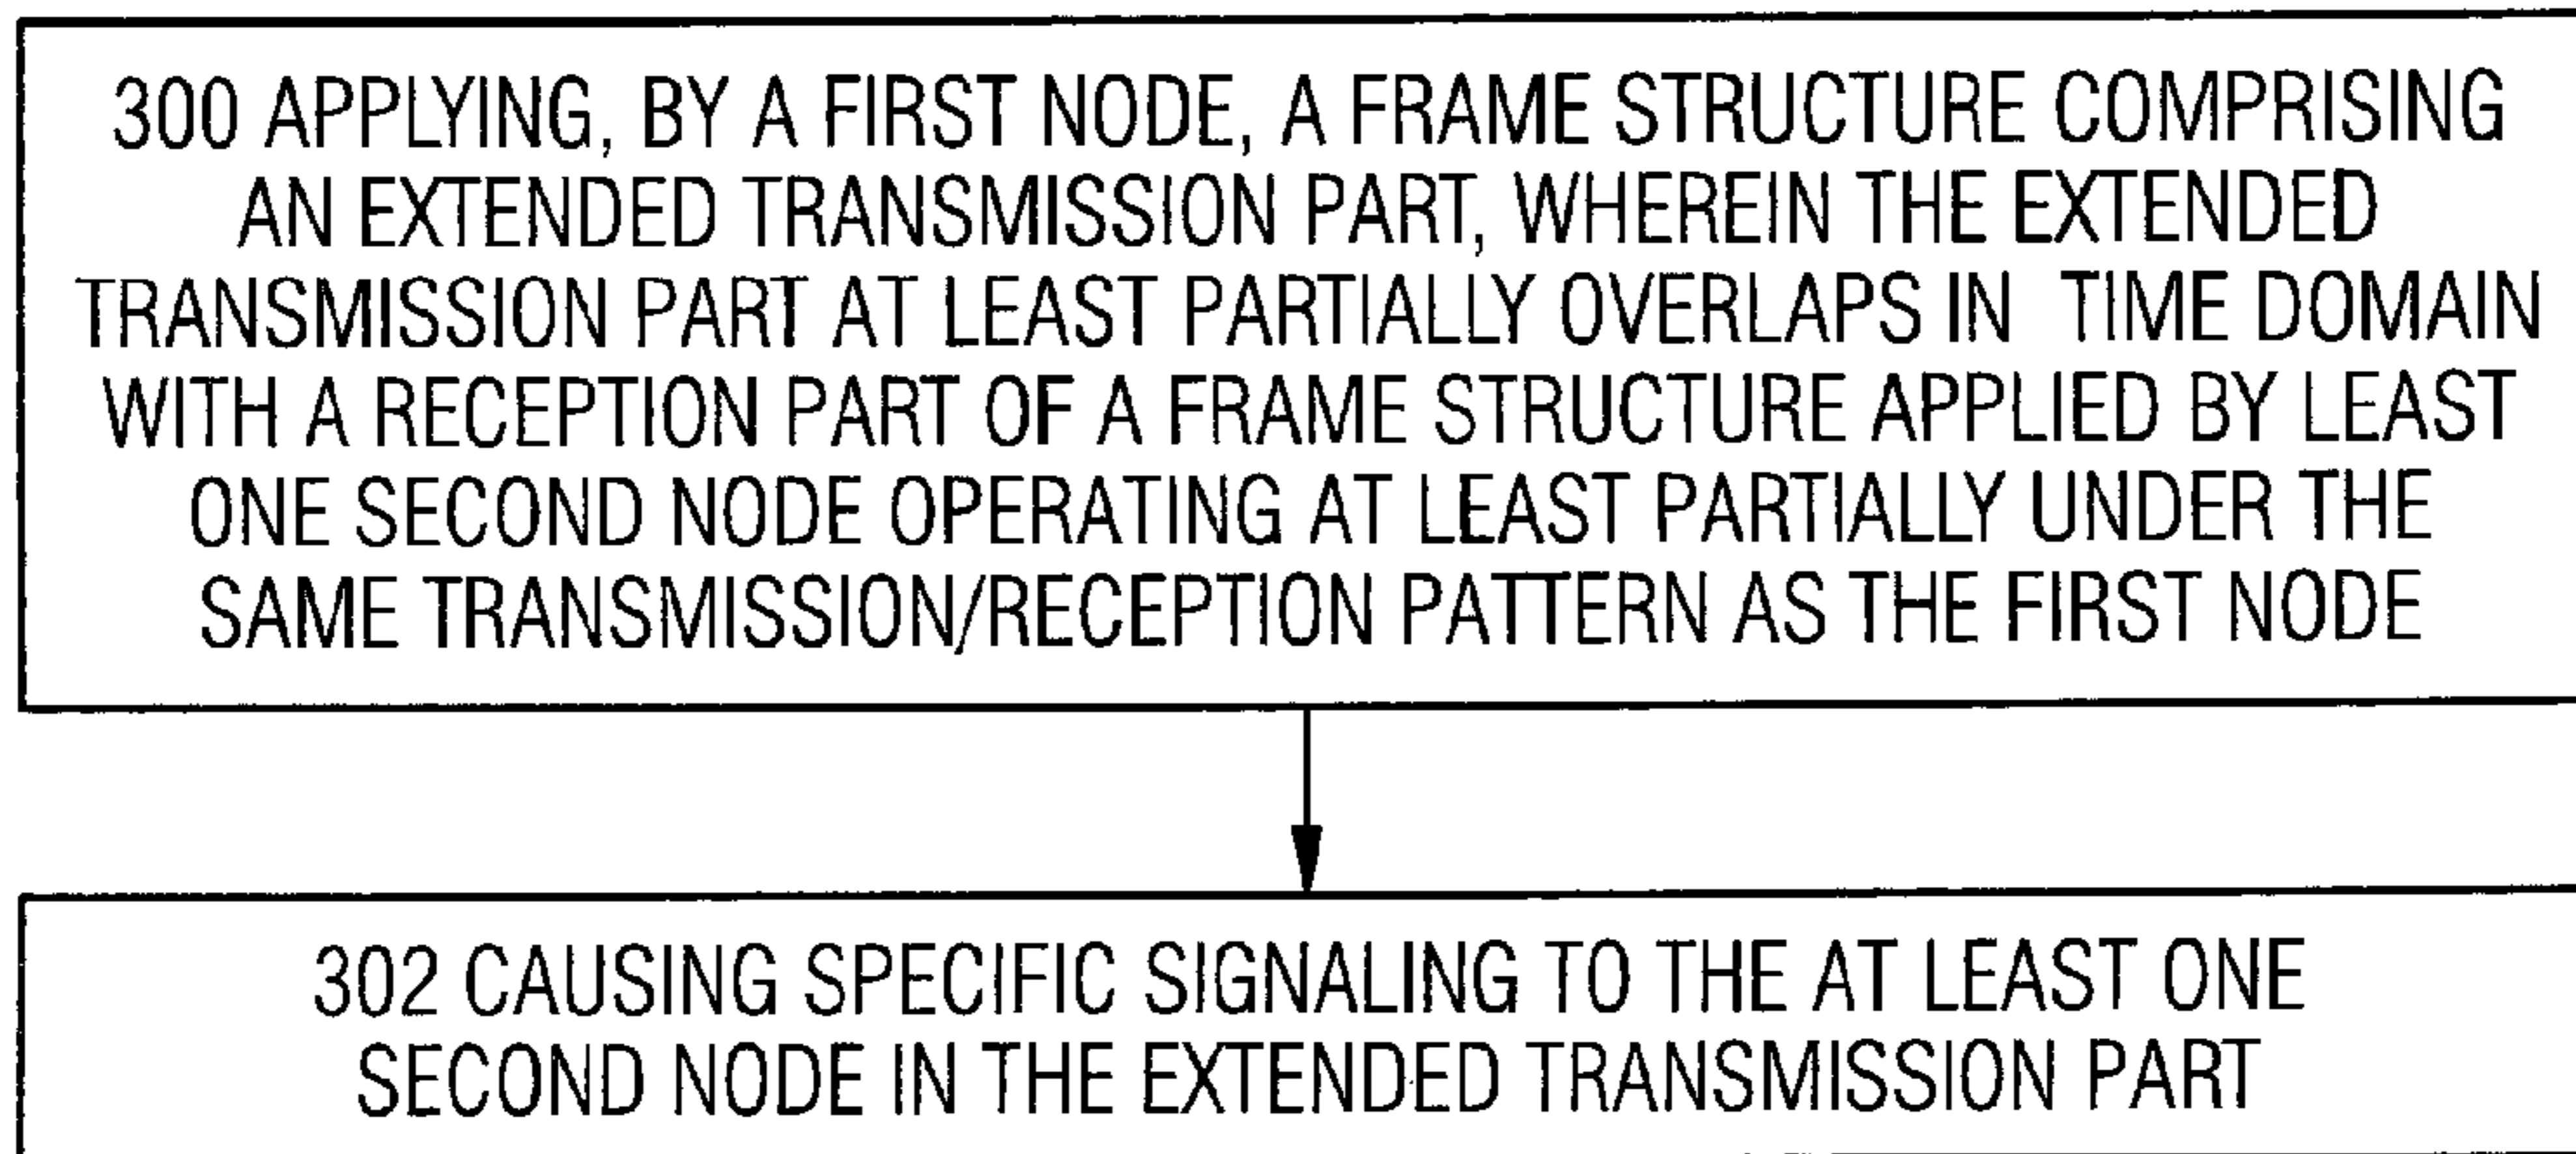 300 APPLYING, BY A FIRST NODE, A FRAME STRUCTURE COMPRISING
AN EXTENDED TRANSMISSION PART, WHEREIN THE EXTENDED
TRANSMISSION PART AT LEAST PARTIALLY OVERLAPS IN TIME DOMAIN
WITH A RECEPTION PART OF A FRAME STRUCTURE APPLIED BY LEAST
ONE SECOND NODE OPERATING AT LEAST PARTIALLY UNDER THE
SAME TRANSMISSION/RECEPTION PATTERN AS THE FIRST NODE
302 CAUSING SPECIFIC SIGNALING TO THE AT LEAST ONE
SECOND NODE IN THE EXTENDED TRANSMISSION PART